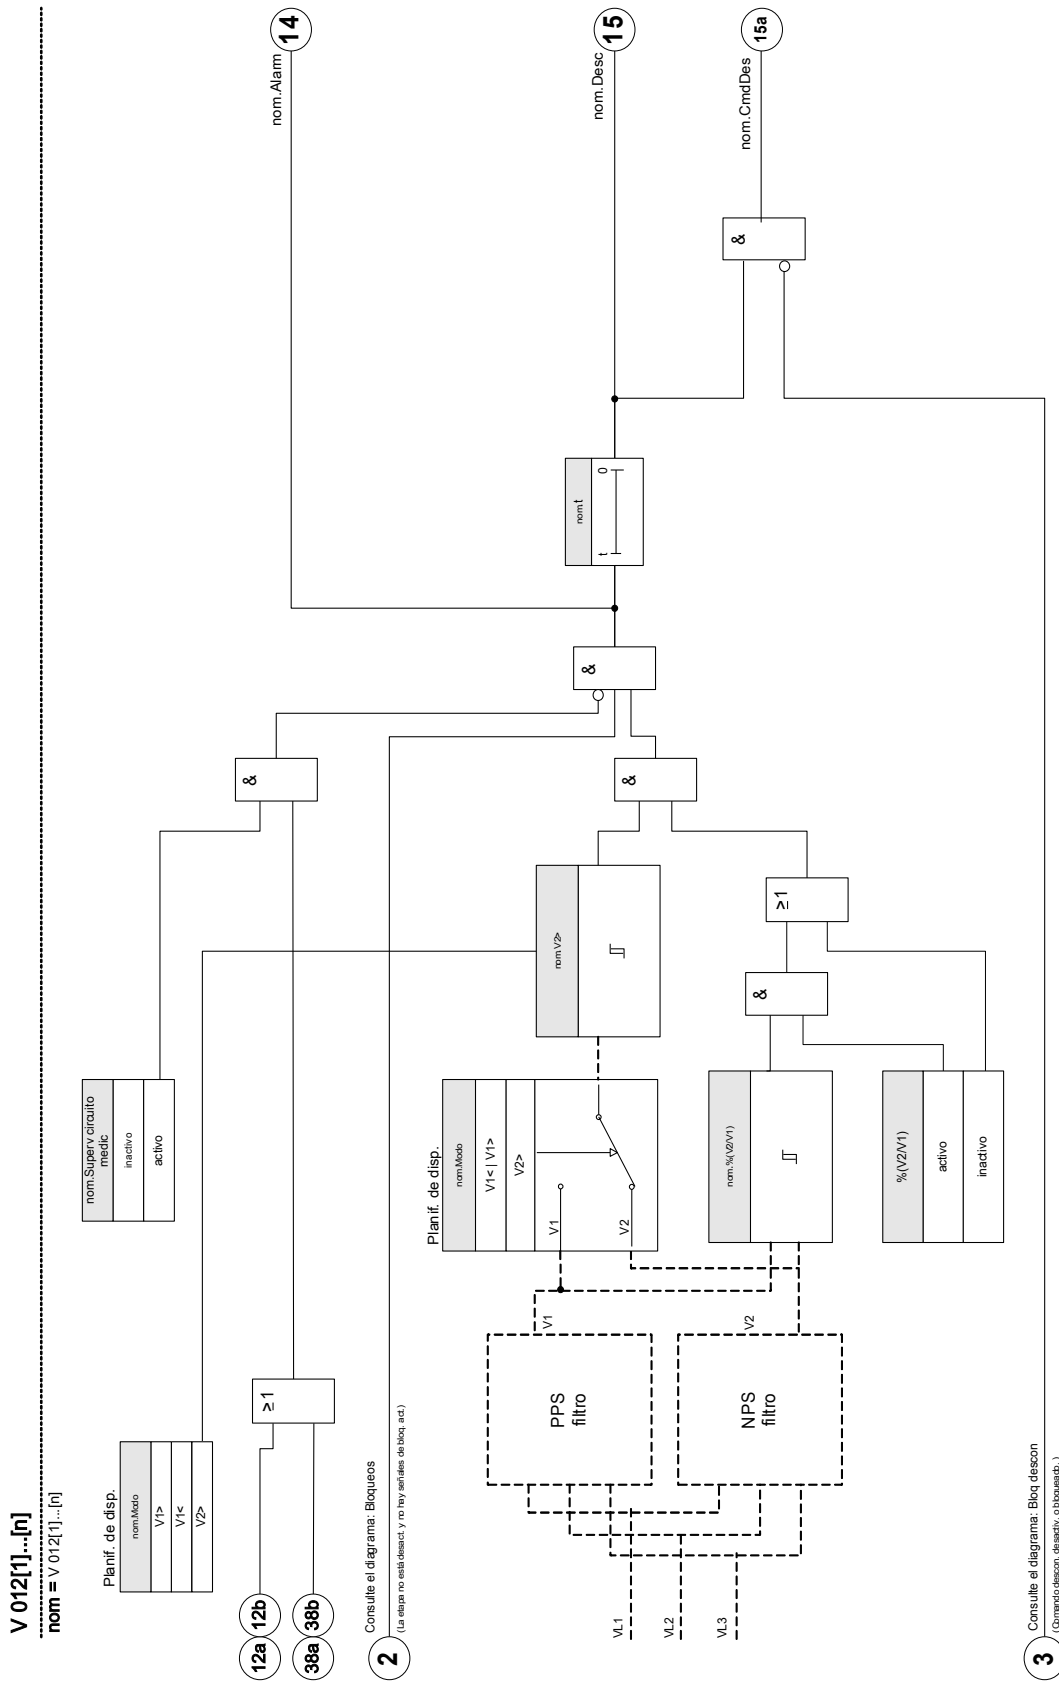 V 012[1]...[n]
nom = V 012[1]...[n]
Planif. de disp.
nom.Modo
V1>
V1<
V2>
nom.Superv circuito
medic
inactivo
activo
12a
12b
38a
38b
≥1
&
nom.Alarm
14
2
Consulte el diagrama: Bloqueos
(La etapa no está desact. y no hay señales de bloq. act.)
Planif. de disp.
nom.Modo
V1< | V1>
V2>
V1
V2
nom.V2>
&
&
nom.t
t
0
nom.Desc
15
VL1
VL2
VL3
PPS
filtro
V1
NPS
filtro
V2
nom.%(V2/V1)
%(V2/V1)
activo
inactivo
&
≥1
&
nom.CmdDes
15a
3
Consulte el diagrama: Bloq descon
(Comando descon. desactiv. o bloqueado. )